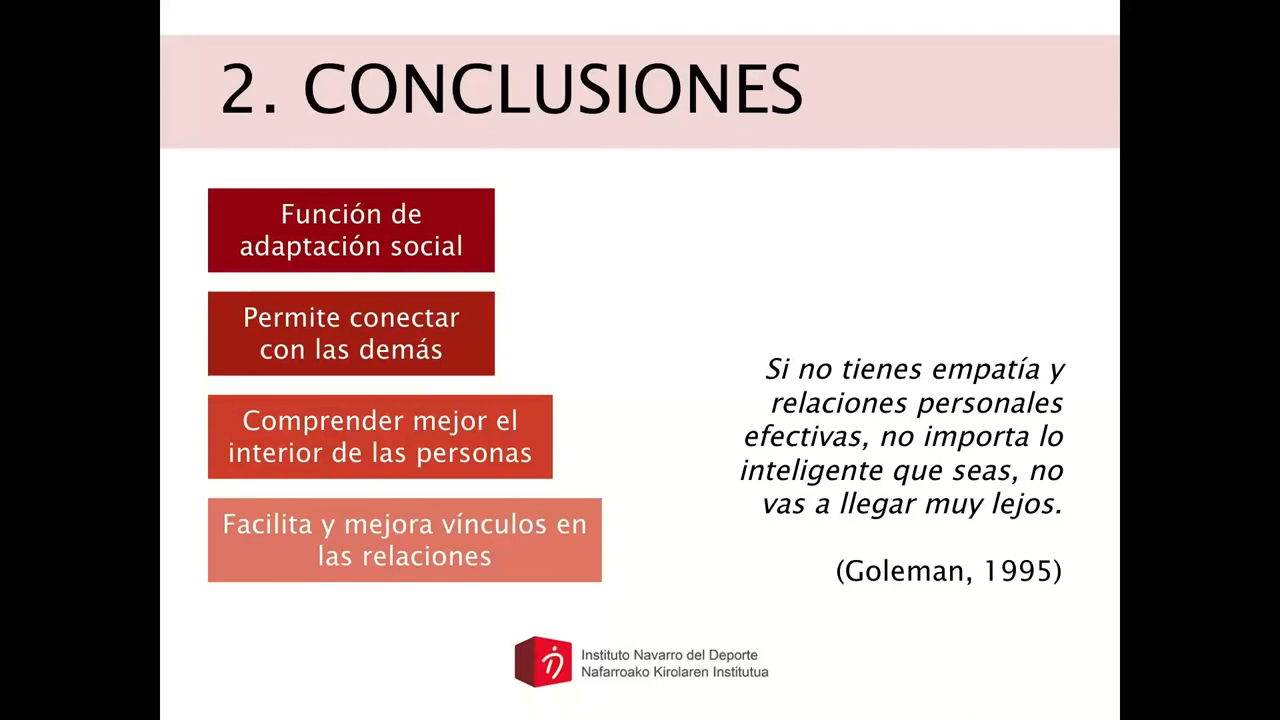 2. CONCLUSIONES
Función de
adaptación social
Permite conectar
con las demás
Comprender mejor el
interior de las personas
Facilita y mejora vínculos en
las relaciones
Si no tienes empatía y
relaciones personales
efectivas, no importa lo
inteligente que seas, no
vas a llegar muy lejos.
(Goleman, 1995)
Instituto Navarro del Deporte
Nafarroako Kirolaren Institutua